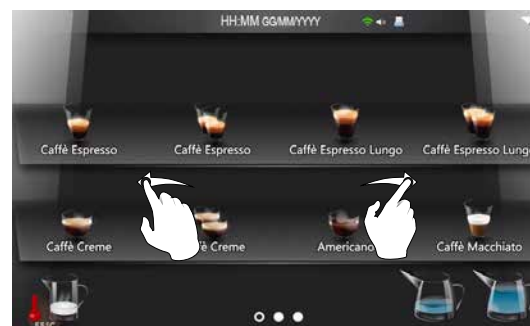 HH:MM GG/MM/YYYY
Caffè Espresso Caffè Espresso Caffè Espresso Lungo Caffè Espresso Lungo
Caffè Creme Creme Americano Caffè Macchiato